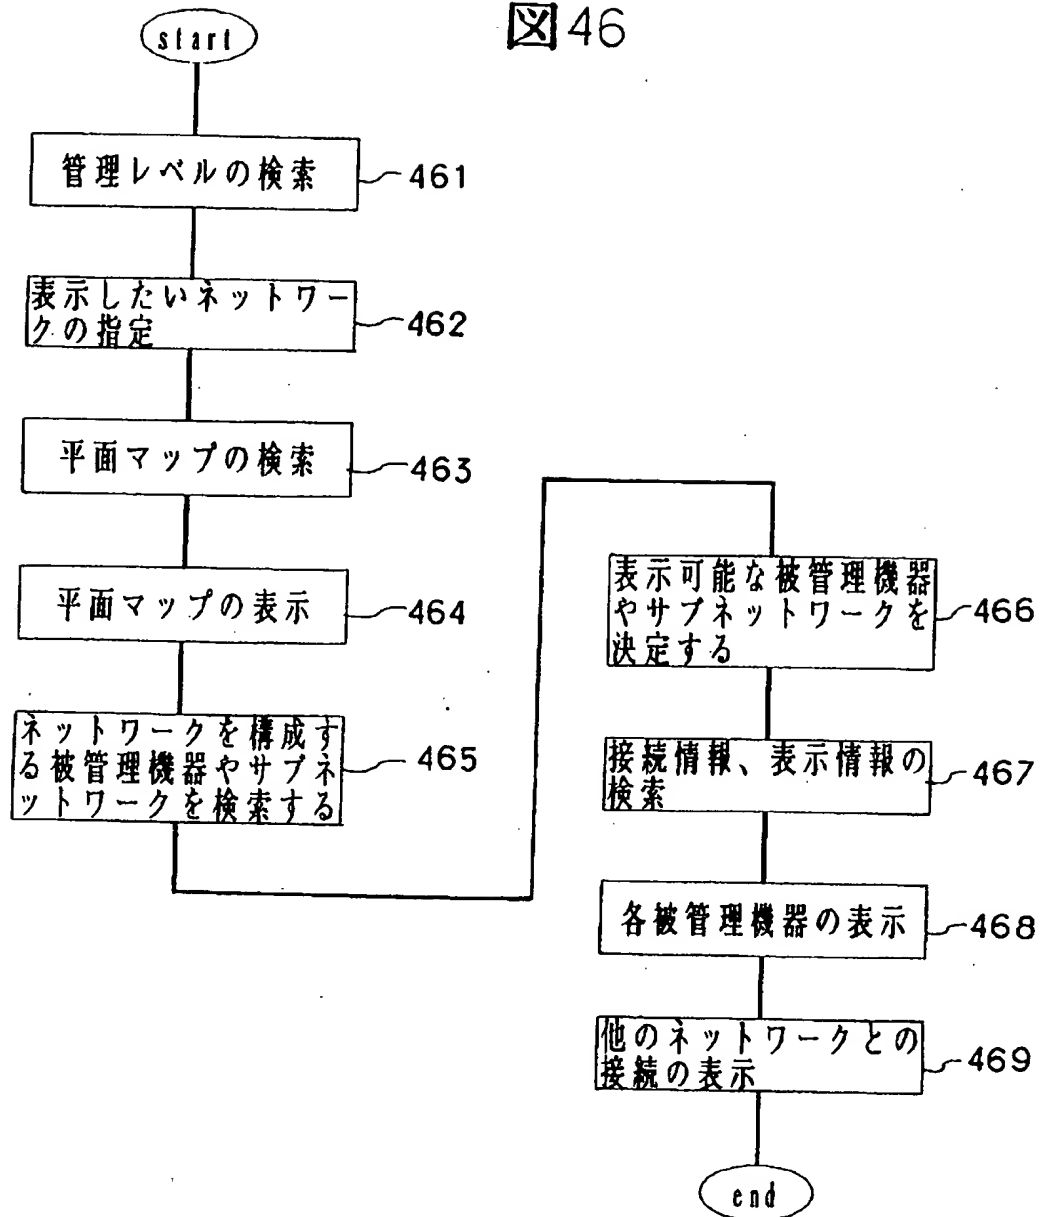 図46
start
管理レベルの検索
461
表示したいネットワー
クの指定
462
平面マップの検索
463
平面マップの表示
464
ネットワークを構成す
る被管理機器やサブネ
ットワークを検索する
465
表示可能な被管理機器
やサブネットワークを
決定する
466
接続情報、表示情報の
検索
467
各被管理機器の表示
468
他のネットワークとの
接続の表示
469
end